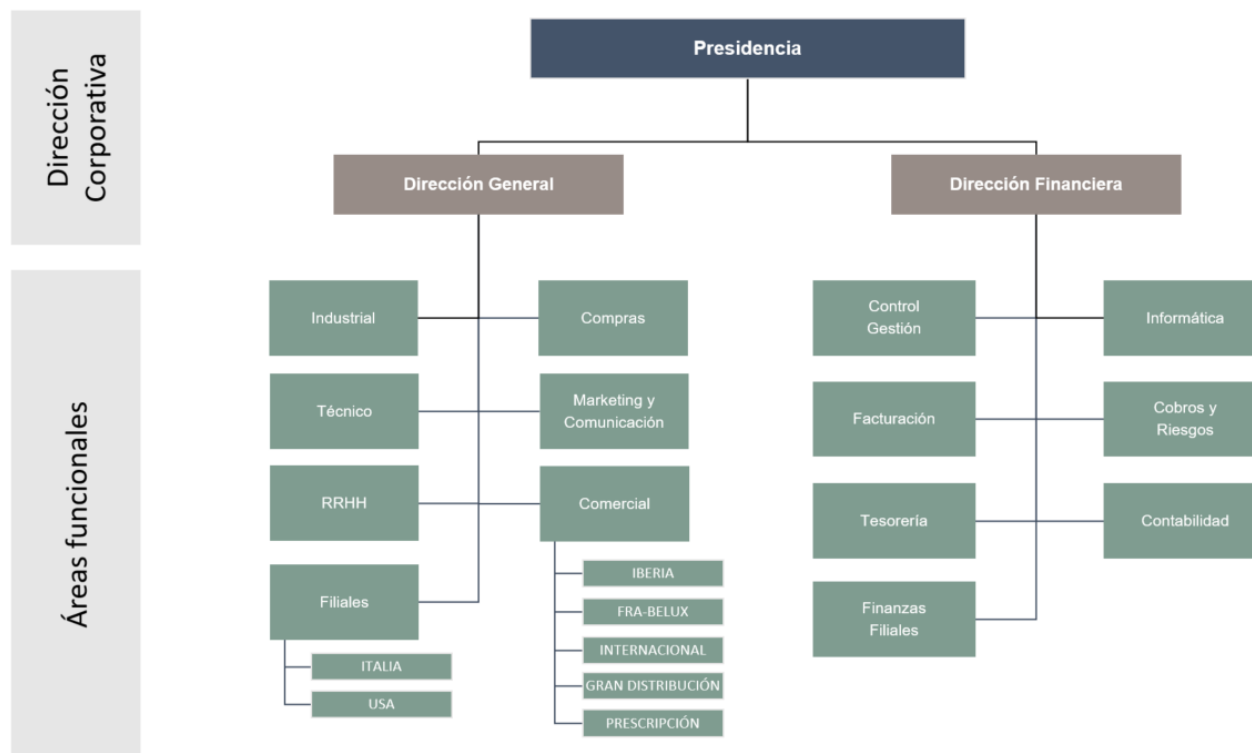 Dirección
Corporativa
Presidencia
Dirección General
Dirección Financiera
Áreas funcionales
Industrial
Compras
Técnico
Marketing y
Comunicación
RRHH
Comercial
Filiales
IBERIA
FRA-BELUX
INTERNACIONAL
GRAN DISTRIBUCIÓN
PRESCRIPCIÓN
ITALIA
USA
Control
Gestión
Informática
Facturación
Cobros y
Riesgos
Tesorería
Contabilidad
Finanzas
Filiales